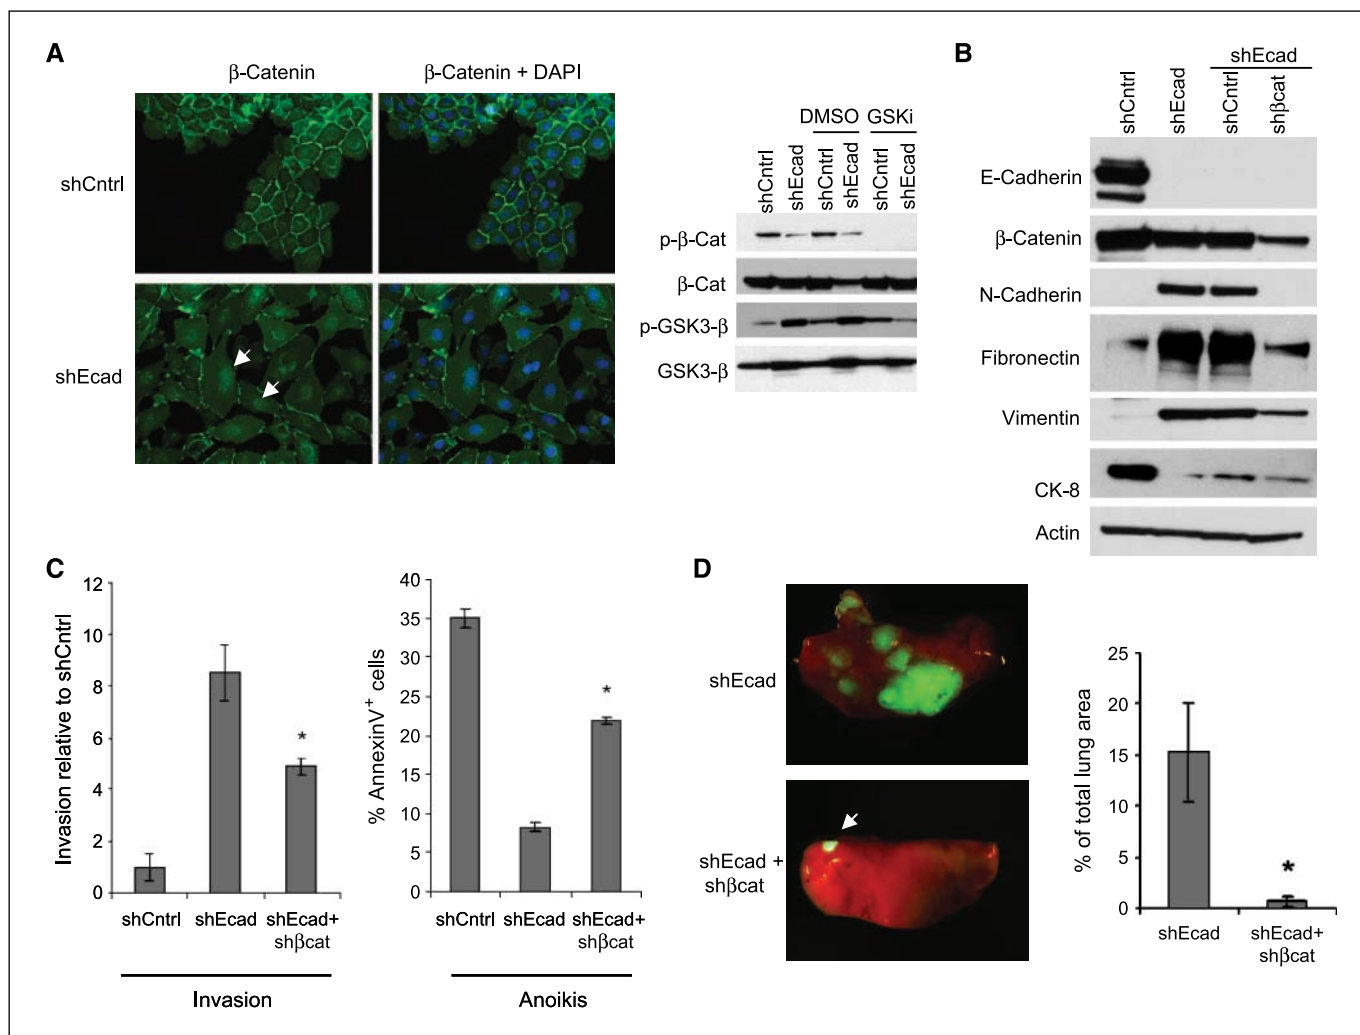 A
β-Catenin
β-Catenin + DAPI
shCntrl
shEcad
DMSO GSKi
shCntrl
shEcad
shCntrl
shEcad
shCntrl
shEcad
p-β-Cat
β-Cat
p-GSK3-β
GSK3-β
B
shEcad
shCntrl
shEcad
shCntrl
shβcat
E-Cadherin
β-Catenin
N-Cadherin
Fibronectin
Vimentin
CK-8
Actin
C
Invasion relative to shCntrl
12
10
8
6
4
2
0
*
shCntrl
shEcad
shEcad+
shβcat
Invasion
% AnnexinV⁺ cells
40
35
30
25
20
15
10
5
0
*
shCntrl
shEcad
shEcad+
shβcat
Anoikis
D
shEcad
shEcad +
shβcat
% of total lung area
25
20
15
10
5
0
*
shEcad
shEcad+
shβcat